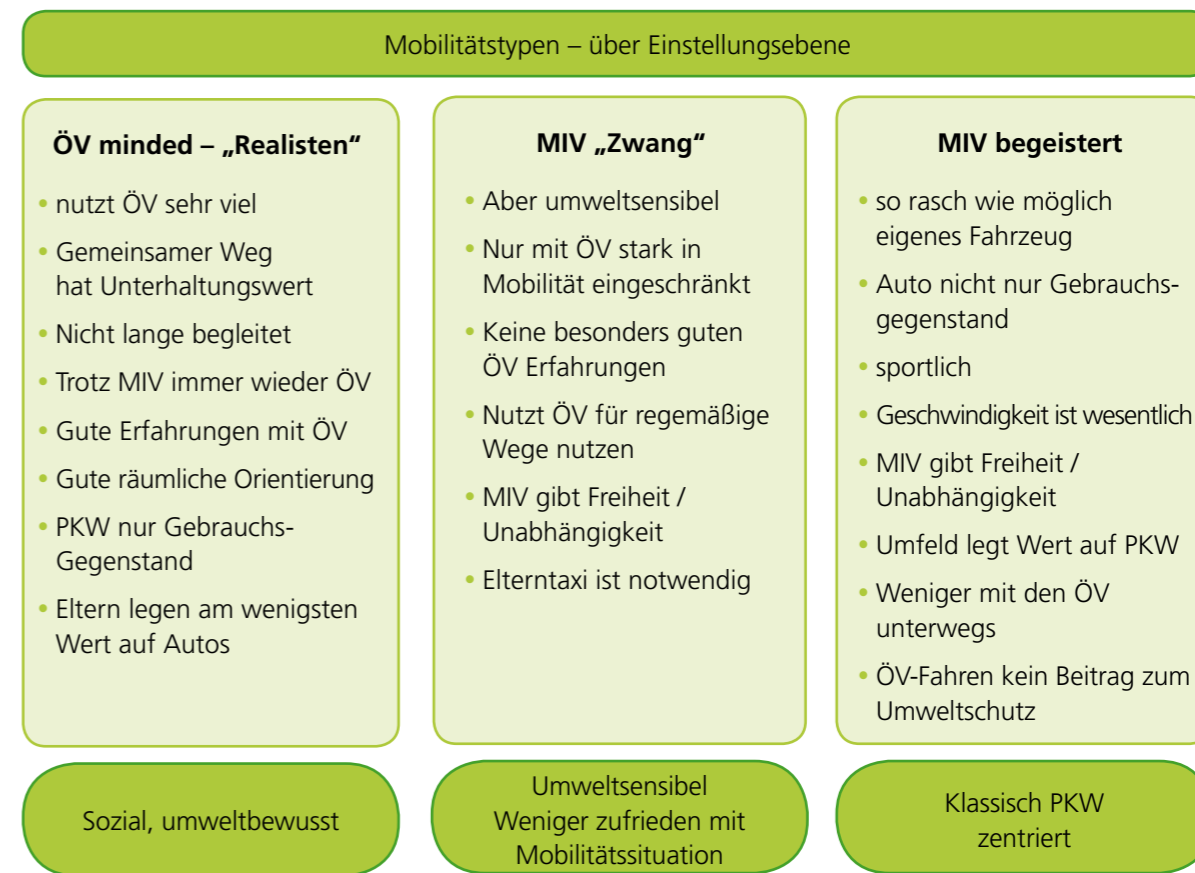 Mobilitätstypen – über Einstellungsebene
ÖV minded – „Realisten“
• nutzt ÖV sehr viel
• Gemeinsamer Weg
hat Unterhaltungswert
• Nicht lange begleitet
• Trotz MIV immer wieder ÖV
• Gute Erfahrungen mit ÖV
• Gute räumliche Orientierung
• PKW nur Gebrauchs-
Gegenstand
• Eltern legen am wenigsten
Wert auf Autos
Sozial, umweltbewusst
MIV „Zwang“
• Aber umweltsensibel
• Nur mit ÖV stark in
Mobilität eingeschränkt
• Keine besonders guten
ÖV Erfahrungen
• Nutzt ÖV für regemäßige
Wege nutzen
• MIV gibt Freiheit /
Unabhängigkeit
• Elterntaxi ist notwendig
Umweltsensibel
Weniger zufrieden mit
Mobilitätssituation
MIV begeistert
• so rasch wie möglich
eigenes Fahrzeug
• Auto nicht nur Gebrauchs-
gegenstand
• sportlich
• Geschwindigkeit ist wesentlich
• MIV gibt Freiheit /
Unabhängigkeit
• Umfeld legt Wert auf PKW
• Weniger mit den ÖV
unterwegs
• ÖV-Fahren kein Beitrag zum
Umweltschutz
Klassisch PKW
zentriert